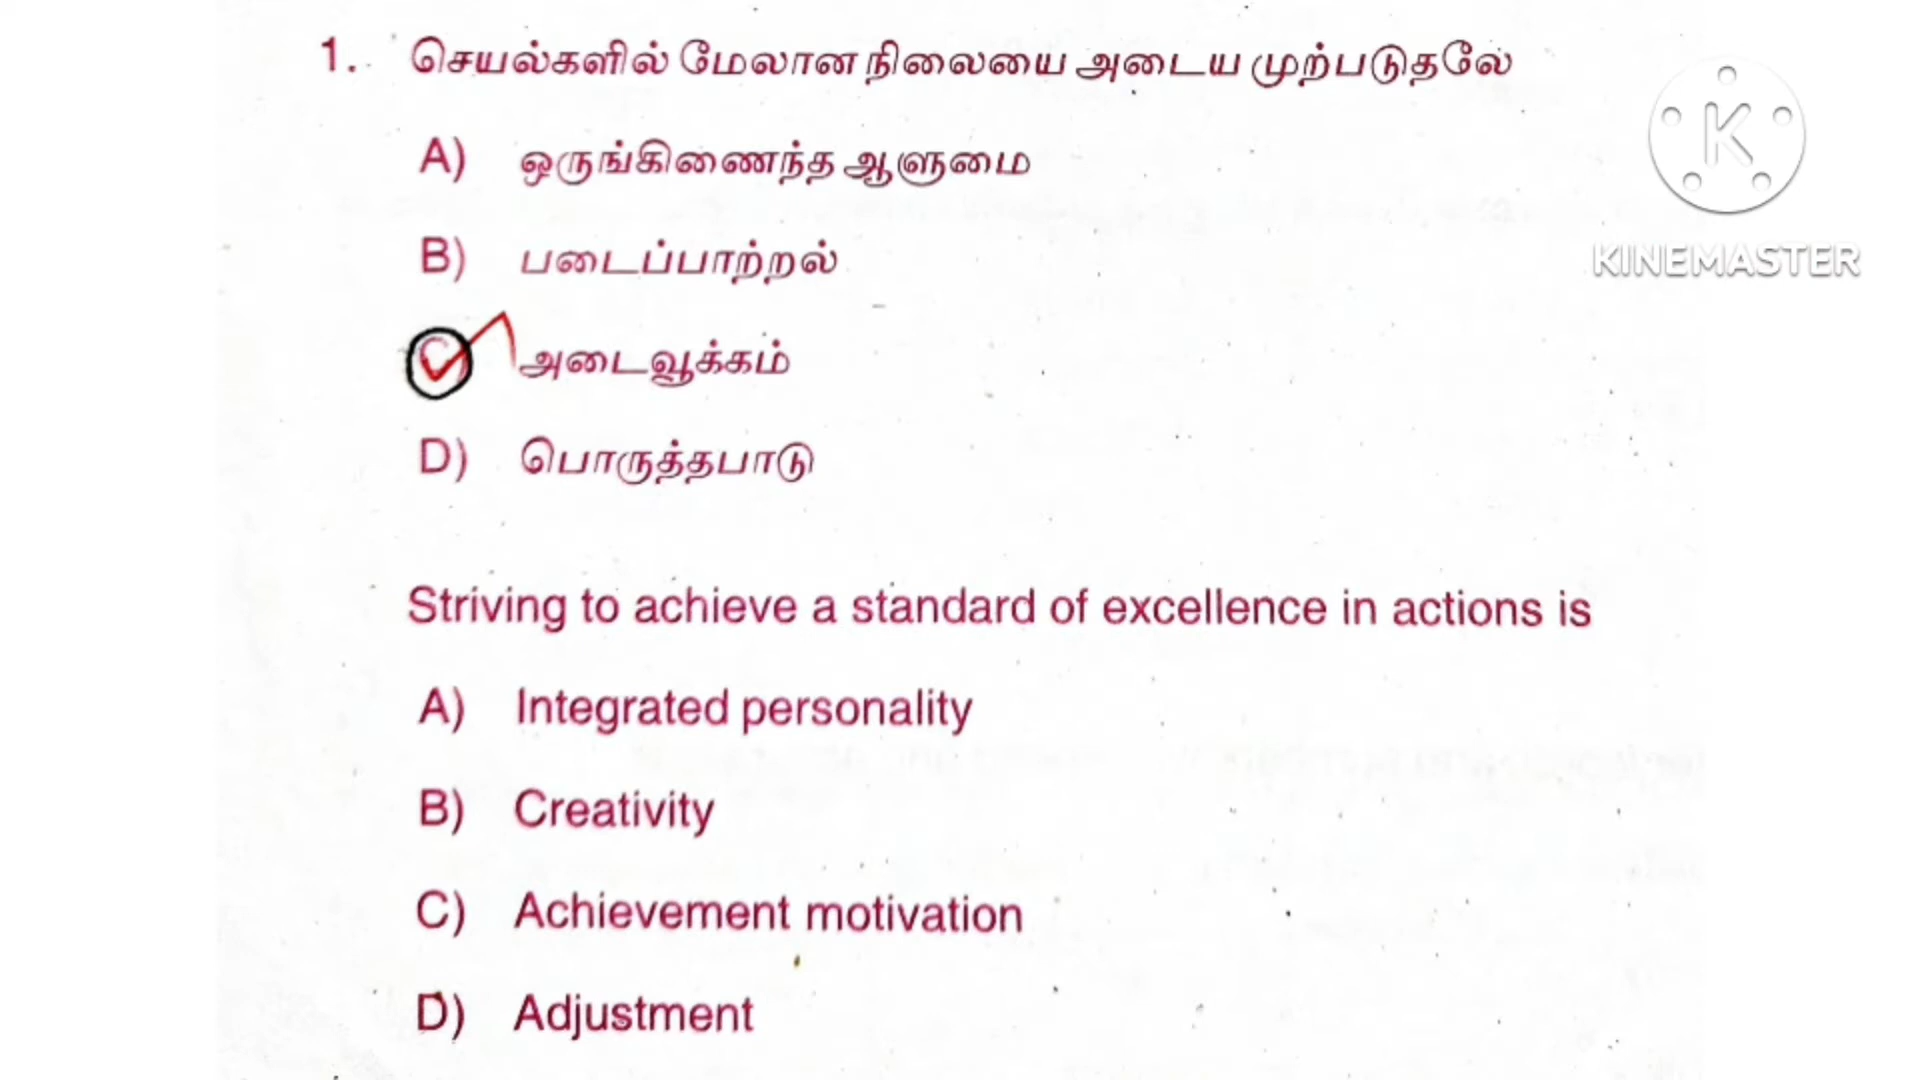 1. செயல்களில் மேலான நிலையை அடைய முற்படுதலே
A) ஒருங்கிணைந்த ஆளுமை
B) படைப்பாற்றல்
C) அடைவூக்கம்
D) பொருத்தபாடு
Striving to achieve a standard of excellence in actions is
A) Integrated personality
B) Creativity
C) Achievement motivation
D) Adjustment
K
KINEMASTER